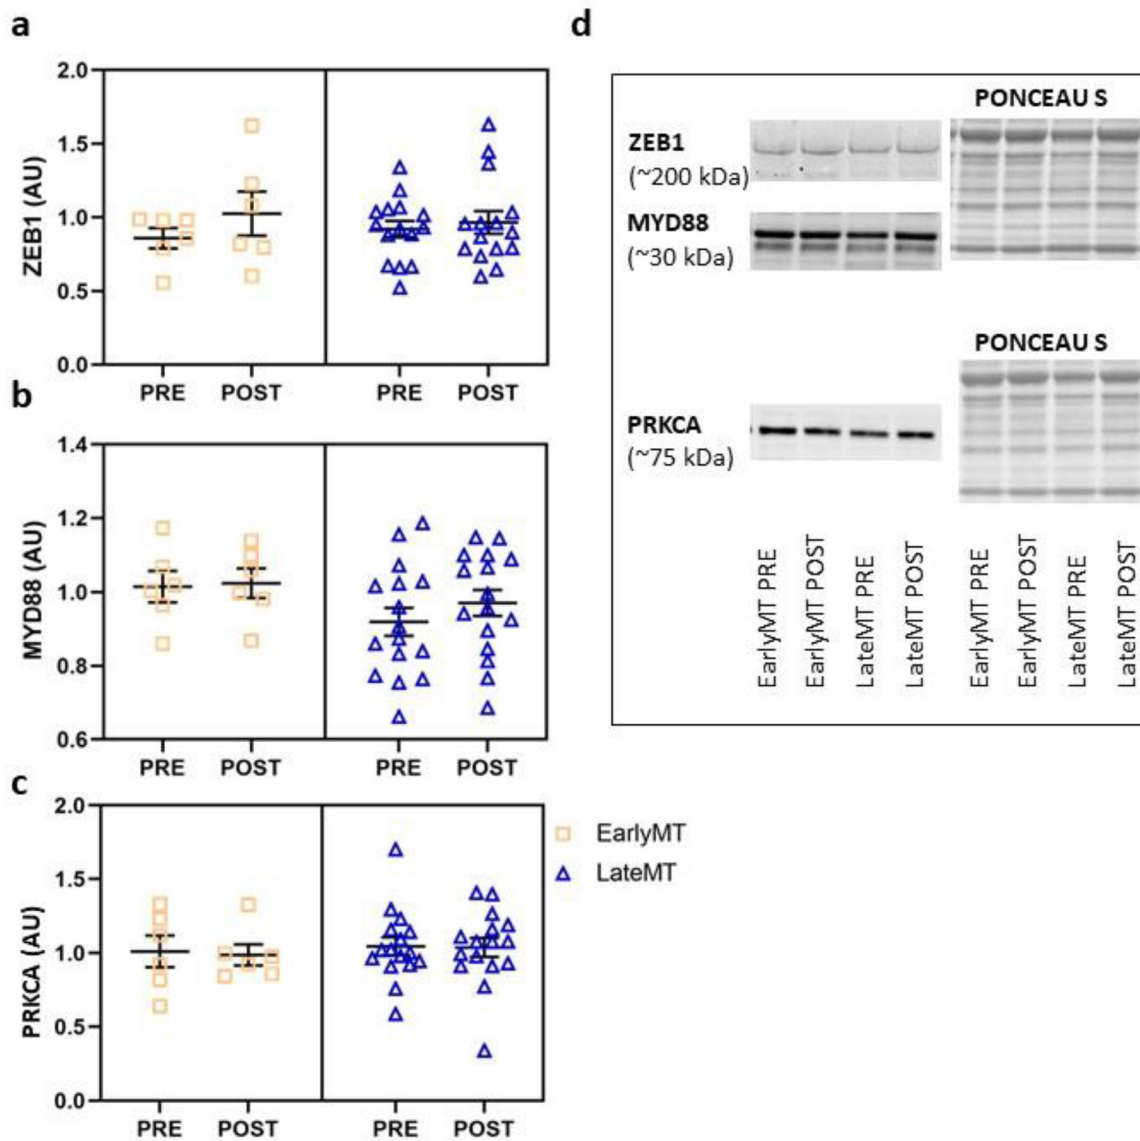 a
ZEB1 (AU)
2.0
1.5
1.0
0.5
0.0
PRE
POST
PRE
POST
b
MYD88 (AU)
1.4
1.2
1.0
0.8
0.6
PRE
POST
PRE
POST
c
PRKCA (AU)
2.0
1.5
1.0
0.5
0.0
PRE
POST
PRE
POST
EarlyMT
LateMT
d
PONCEAU S
ZEB1
(~200 kDa)
MYD88
(~30 kDa)
PONCEAU S
PRKCA
(~75 kDa)
EarlyMT PRE
EarlyMT POST
LateMT PRE
LateMT POST
EarlyMT PRE
EarlyMT POST
LateMT PRE
LateMT POST